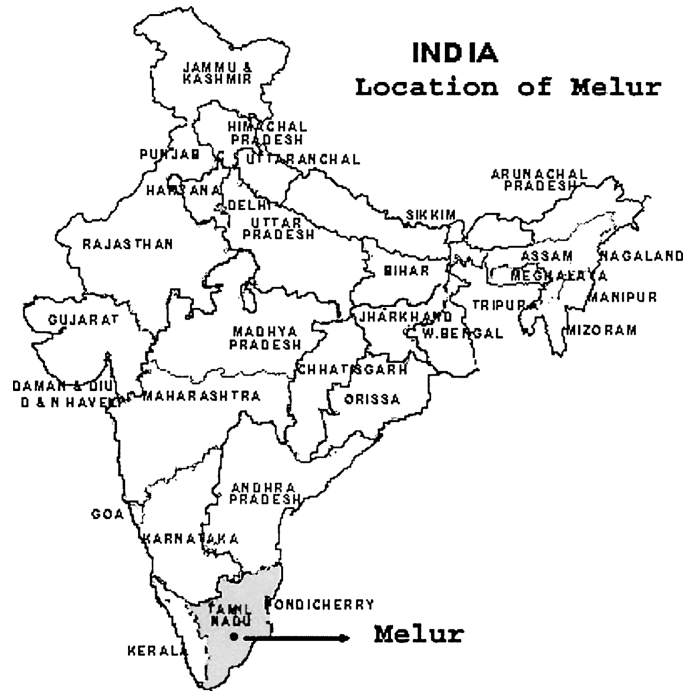 INDIA
Location of Melur
JAMMU &
KASHMIR
HIMACHAL
PRADESH
PUNJAB
UTTARANCHAL
HARYANA
DELHI
UTTAR
PRADESH
RAJASTHAN
ARUNACHAL
PRADESH
SIKKIM
ASSAM
NAGALAND
MEGHALAYA
BIHAR
MANIPUR
TRIPURA
GUJARAT
JHARKHAND
W.BENGAL
MIZORAM
MADHYA
PRADESH
CHHATISGARH
DAMAN & DIU
D & N HAVELI
MAHARASHTRA
ORISSA
ANDHRA
PRADESH
GOA
KARNATAKA
TAMIL
NADU
PONDICHERRY
Melur
KERALA